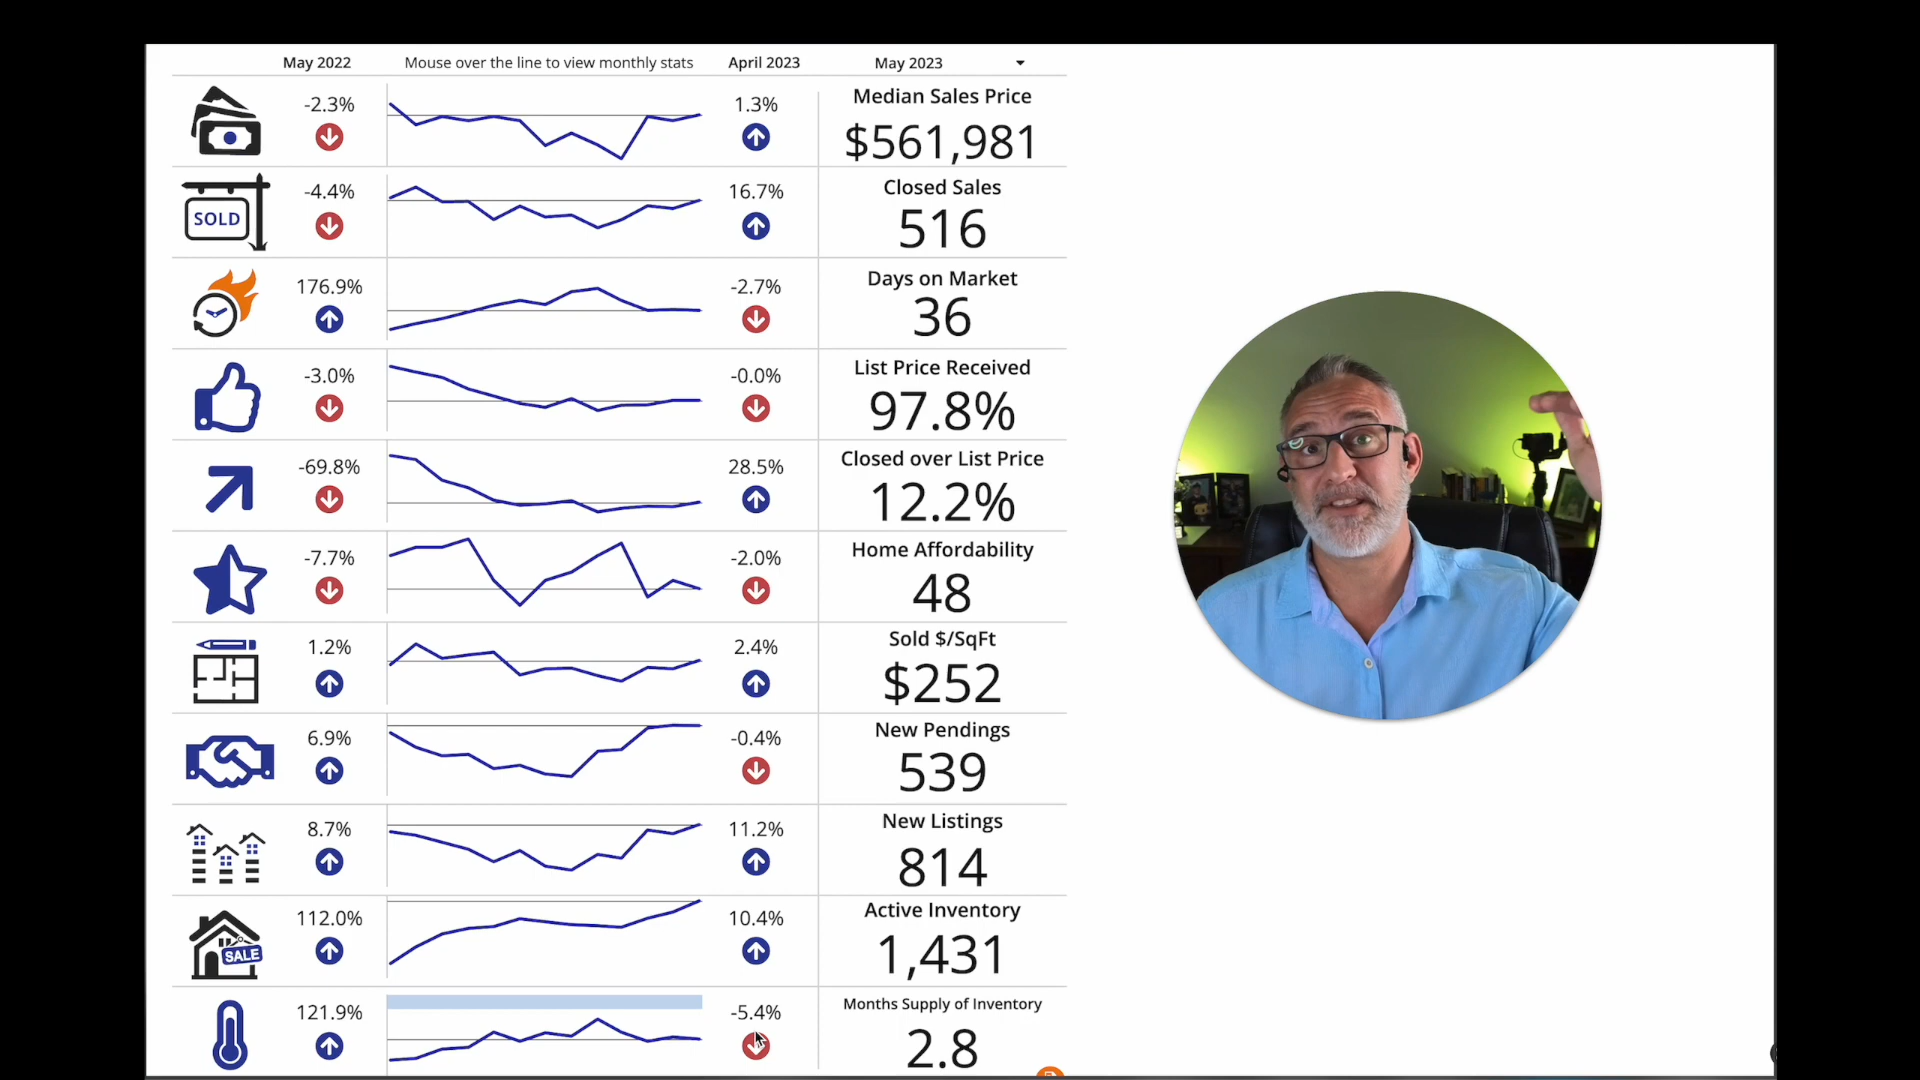 May 2022 Mouse over the line to view monthly stats April 2023 May 2023
-2.3% 1.3% Median Sales Price
$561,981
SOLD -4.4% 16.7% Closed Sales
516
176.9% -2.7% Days on Market
36
-3.0% -0.0% List Price Received
97.8%
-69.8% 28.5% Closed over List Price
12.2%
-7.7% -2.0% Home Affordability
48
1.2% 2.4% Sold $/SqFt
$252
6.9% -0.4% New Pendings
539
8.7% 11.2% New Listings
814
112.0% 10.4% Active Inventory
SALE 1,431
121.9% -5.4% Months Supply of Inventory
2.8